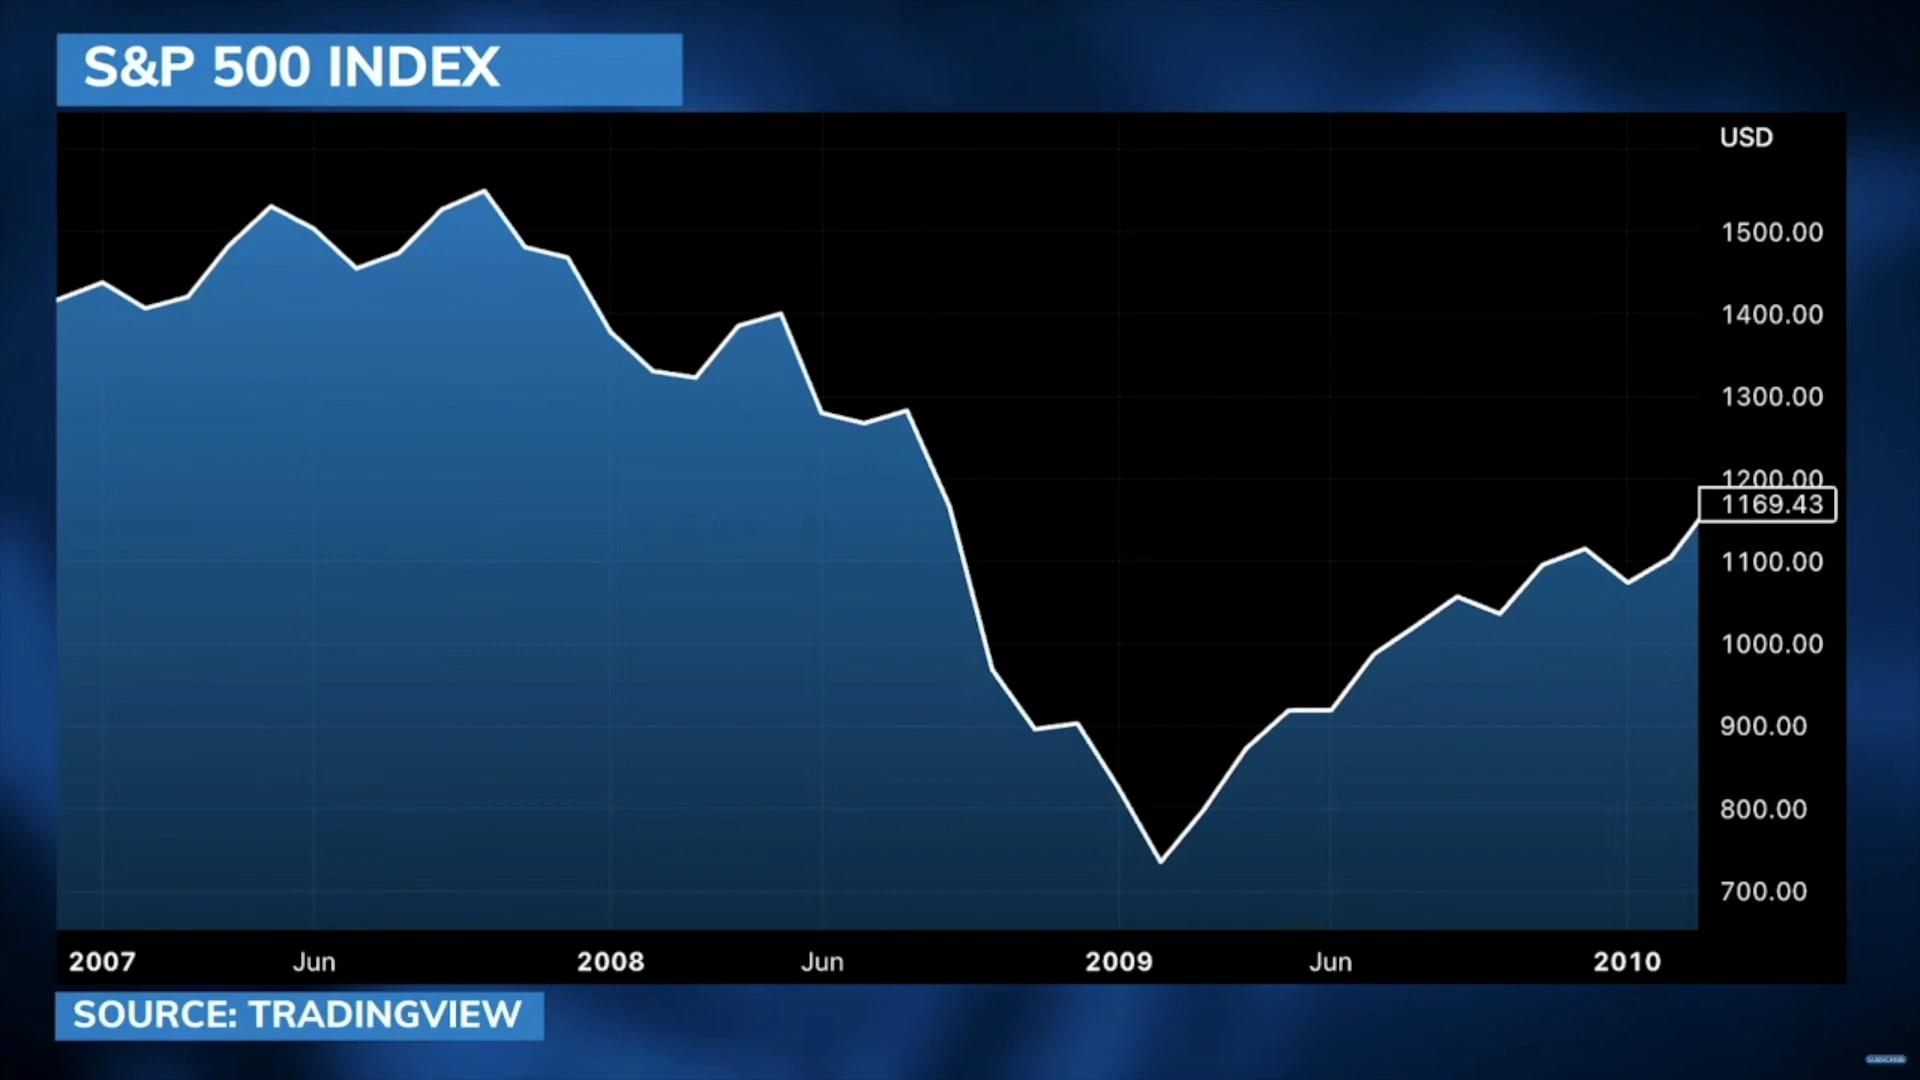 S&P 500 INDEX
USD
1500.00
1400.00
1300.00
1200.00
1169.43
1100.00
1000.00
900.00
800.00
700.00
2007 Jun 2008 Jun 2009 Jun 2010
SOURCE: TRADINGVIEW
SUBSCRIBE